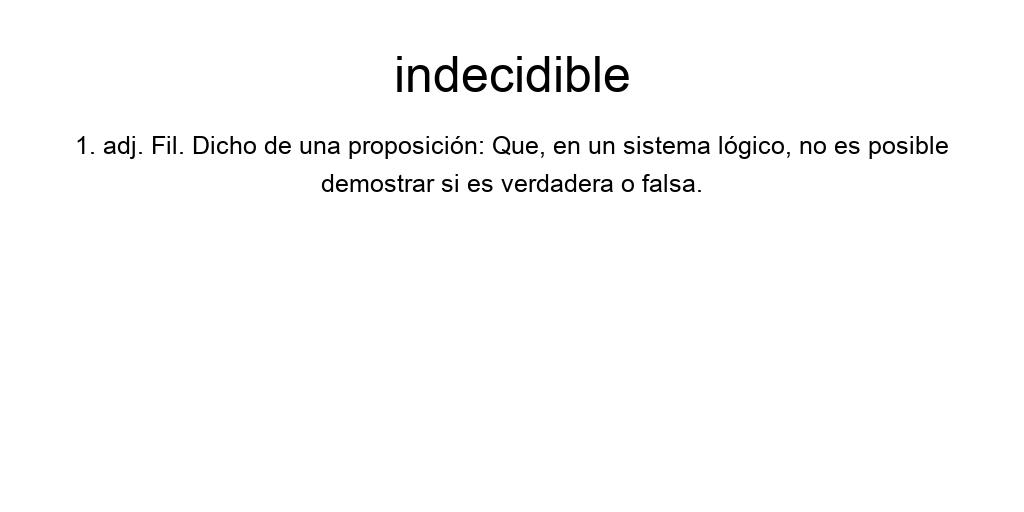 indecidible
1. adj. Fil. Dicho de una proposición: Que, en un sistema lógico, no es posible
demostrar si es verdadera o falsa.